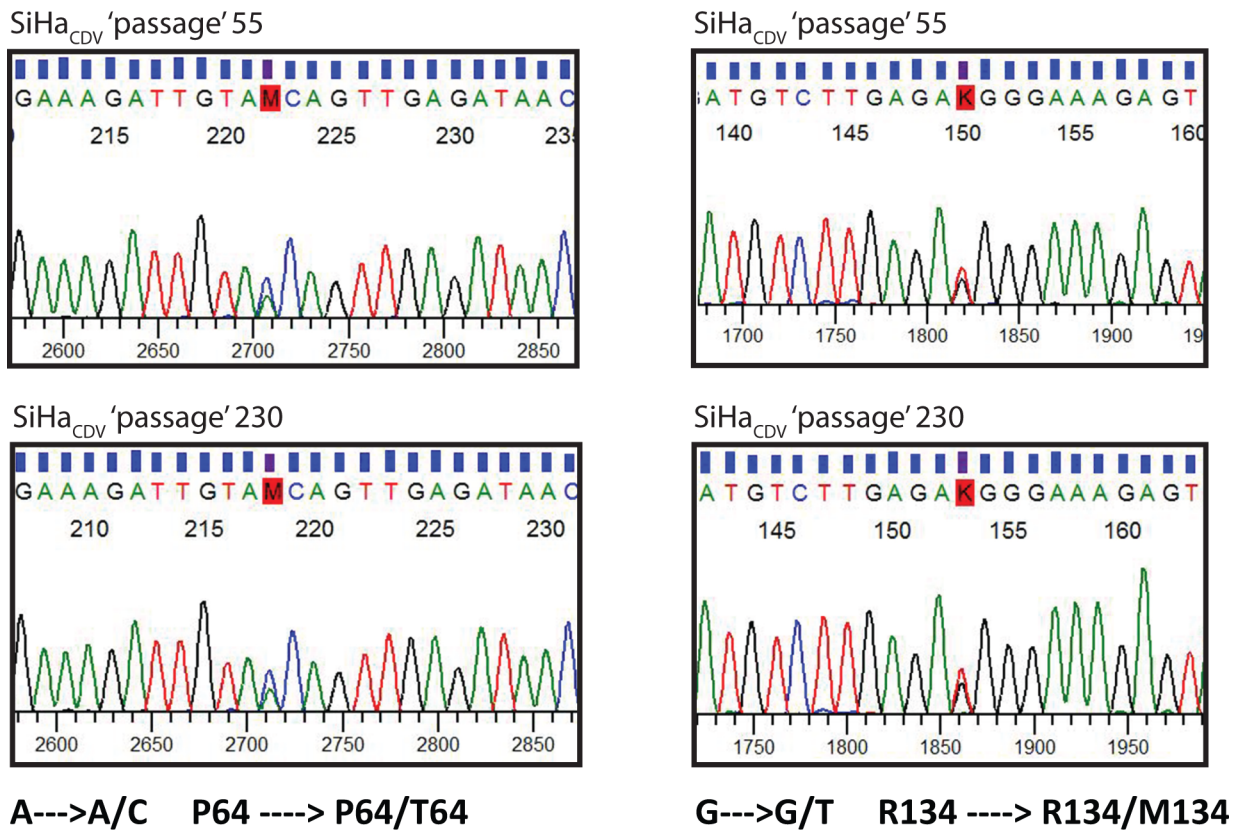 SiHaCDV 'passage' 55
GAAAGATTGTAMCAGTTGAGATAAC
215 220 225 230 235
2600 2650 2700 2750 2800 2850
SiHaCDV 'passage' 55
ATGTCTTGAGAKGGGAAAGAGT
140 145 150 155 160
1700 1750 1800 1850 1900 19
SiHaCDV 'passage' 230
GAAAGATTGTAMCAGTTGAGATAAC
210 215 220 225 230
2600 2650 2700 2750 2800 2850
SiHaCDV 'passage' 230
ATGTCTTGAGAKGGGAAAGAGT
145 150 155 160
1750 1800 1850 1900 1950
A--->A/C P64 ----> P64/T64
G--->G/T R134 ----> R134/M134